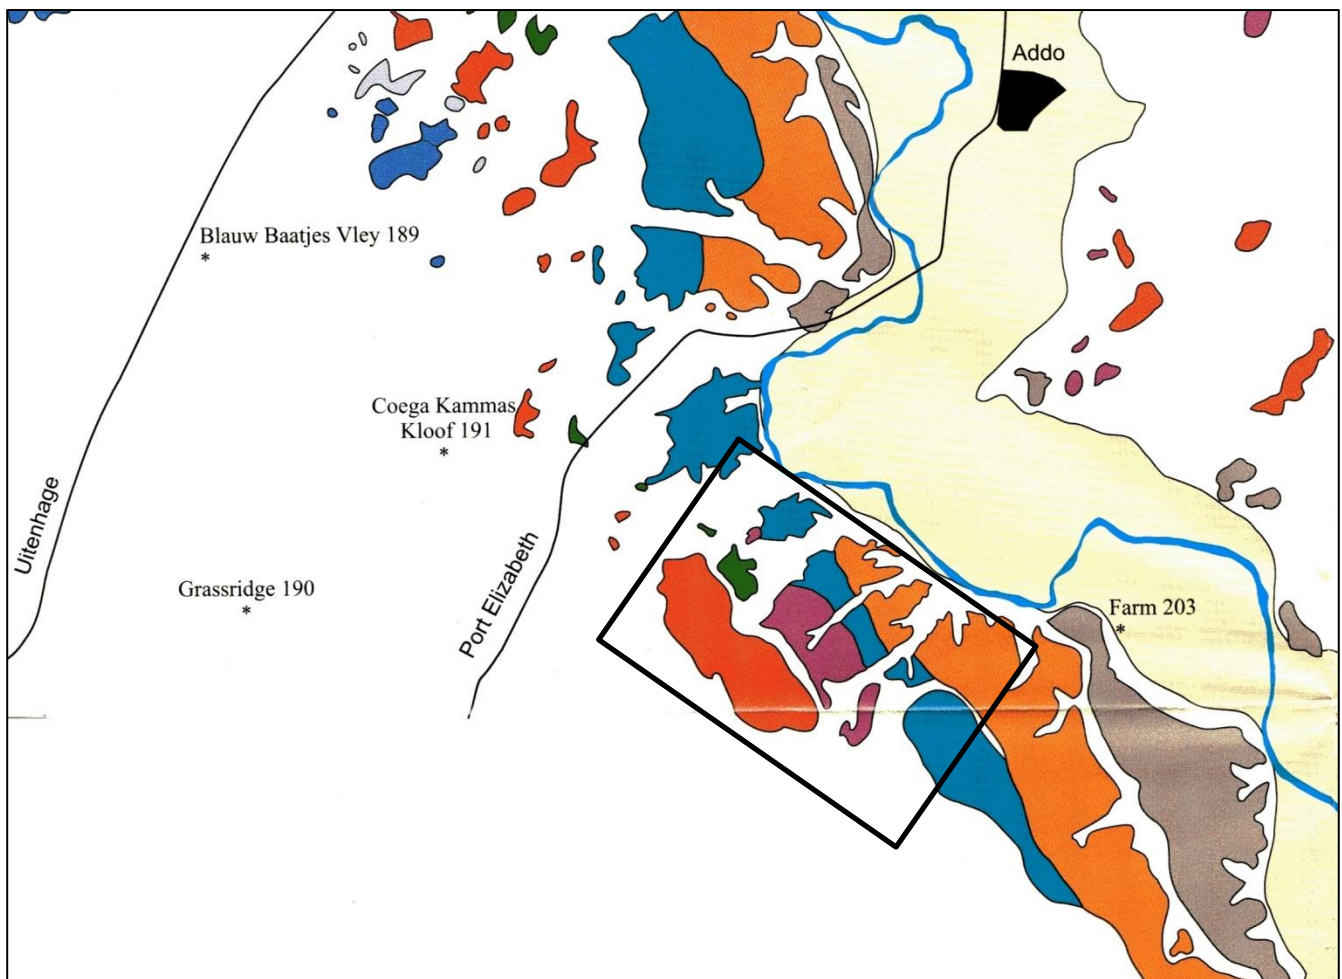 Addo
Blauw Baatjes Vley 189
*
Coega Kammas
Kloof 191
*
Uitenhage
Port Elizabeth
Grassridge 190
*
Farm 203
*